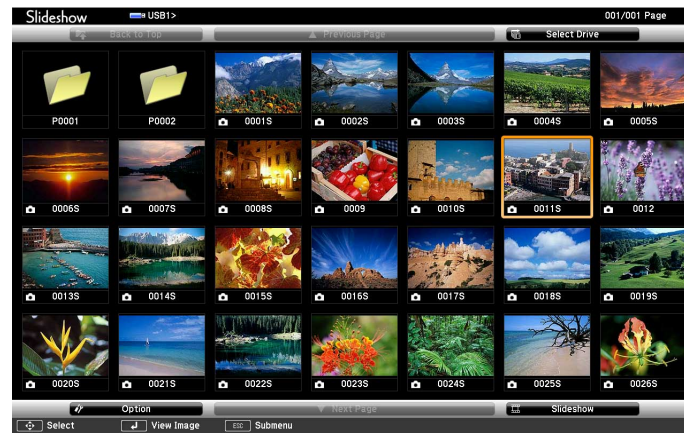 Slideshow USB1> 001/001 Page
Back to Top Previous Page Select Drive
P0001 P0002 0001S 0002S 0003S 0004S 0005S
0006S 0007S 0008S 0009 0010S 0011S 0012
0013S 0014S 0015S 0016S 0017S 0018S 0019S
0020S 0021S 0022S 0023S 0024S 0025S 0026S
Option Next Page Slideshow
Select View Image ESC Submenu